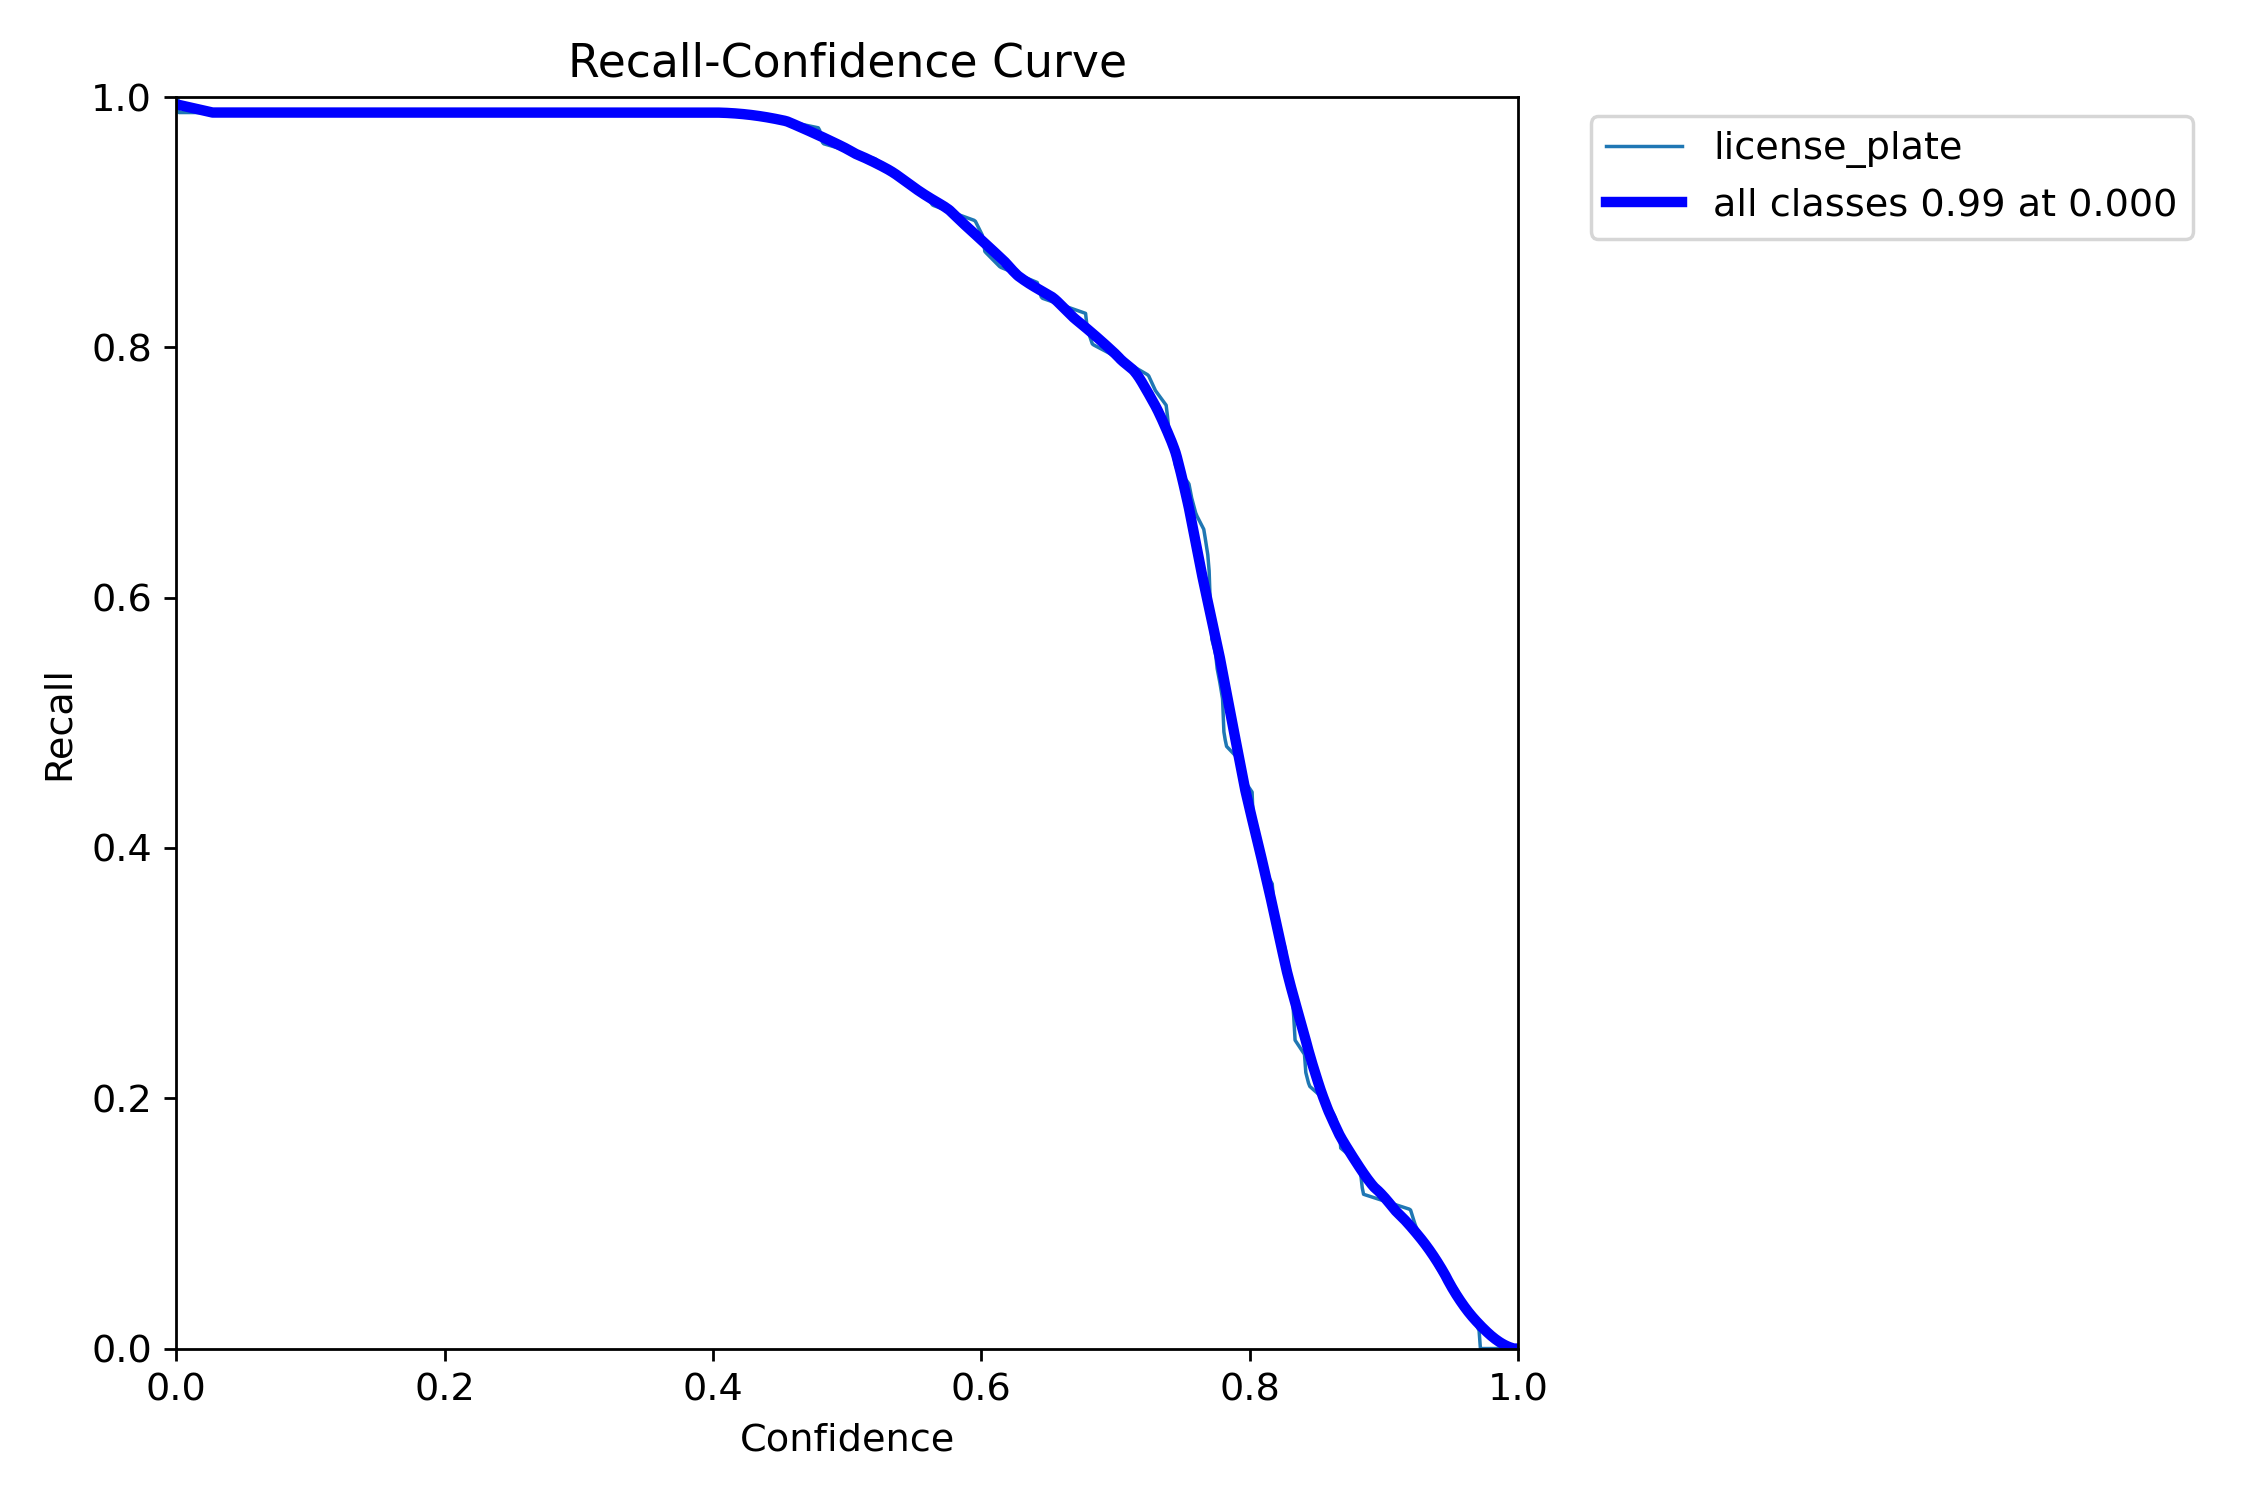 Recall-Confidence Curve
license_plate
all classes 0.99 at 0.000
1.0
0.8
0.6
0.4
0.2
0.0
Recall
0.0 0.2 0.4 0.6 0.8 1.0
Confidence